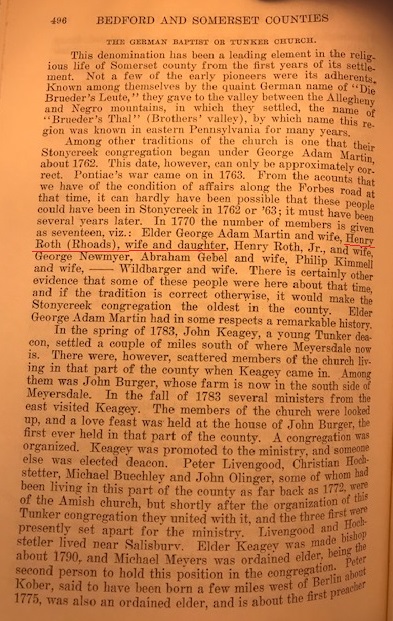 496 BEDFORD AND SOMERSET COUNTIES
THE GERMAN BAPTIST OR TUNKER CHURCH.
This denomination has been a leading element in the relig-
ious life of Somerset county from the first years of its settle-
ment. Not a few of the early pioneers were its adherents.
Known among themselves by the quaint German name of "Die
Brueder's Leute," they gave to the valley between the Allegheny
and Negro mountains, in which they settled, the name of
"Brueder's Thal" (Brothers' valley), by which name this re-
gion was known in eastern Pennsylvania for many years.
Among other traditions of the church is one that their
Stonycreek congregation began under George Adam Martin,
about 1762. This date, however, can only be approximately cor-
rect. Pontiac's war came on in 1763. From the acounts that
we have of the condition of affairs along the Forbes road at
that time, it can hardly have been possible that these people
could have been in Stonycreek in 1762 or '63; it must have been
several years later. In 1770 the number of members is given
as seventeen, viz.: Elder George Adam Martin and wife, Henry
Roth (Rhoads), wife and daughter, Henry Roth, Jr., and wife,
George Newmyer, Abraham Gebel and wife, Philip Kimmell
and wife, —— Wildbarger and wife. There is certainly other
evidence that some of these people were here about that time,
and if the tradition is correct otherwise, it would make the
Stonycreek congregation the oldest in the county. Elder
George Adam Martin had in some respects a remarkable history.
In the spring of 1783, John Keagey, a young Tunker dea-
con, settled a couple of miles south of where Meyersdale now
is. There were, however, scattered members of the church liv-
ing in that part of the county when Keagey came in. Among
them was John Burger, whose farm is now in the south side of
Meyersdale. In the fall of 1783 several ministers from the
east visited Keagey. The members of the church were looked
up, and a love feast was held at the house of John Burger, the
first ever held in that part of the county. A congregation was
organized. Keagey was promoted to the ministry, and someone
else was elected deacon. Peter Livengood, Christian Hoch-
stetter, Michael Buechley and John Olinger, some of whom had
been living in this part of the county as far back as 1772, were
of the Amish church, but shortly after the organization of this
Tunker congregation they united with it, and the three first were
presently set apart for the ministry. Livengood and Hoch-
stetler lived near Salisbury. Elder Keagey was made bishop
about 1790, and Michael Meyers was ordained elder, being the
second person to hold this position in the congregation. Peter
Kober, said to have been born a few miles west of Berlin about
1775, was also an ordained elder, and is about the first preacher